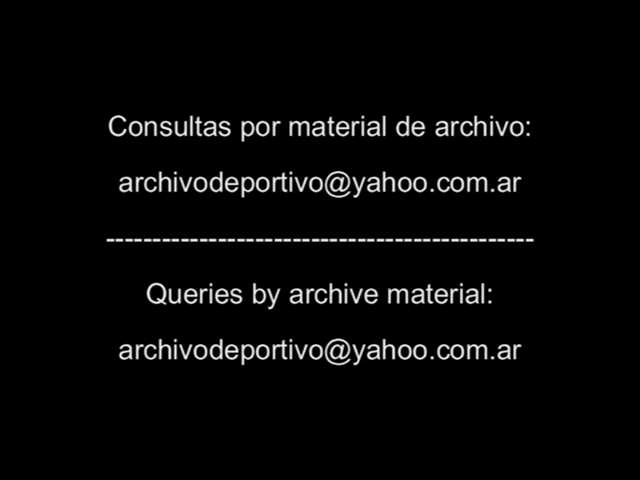 Consultas por material de archivo:
archivodeportivo@yahoo.com.ar
-----------------------------------------------
Queries by archive material:
archivodeportivo@yahoo.com.ar